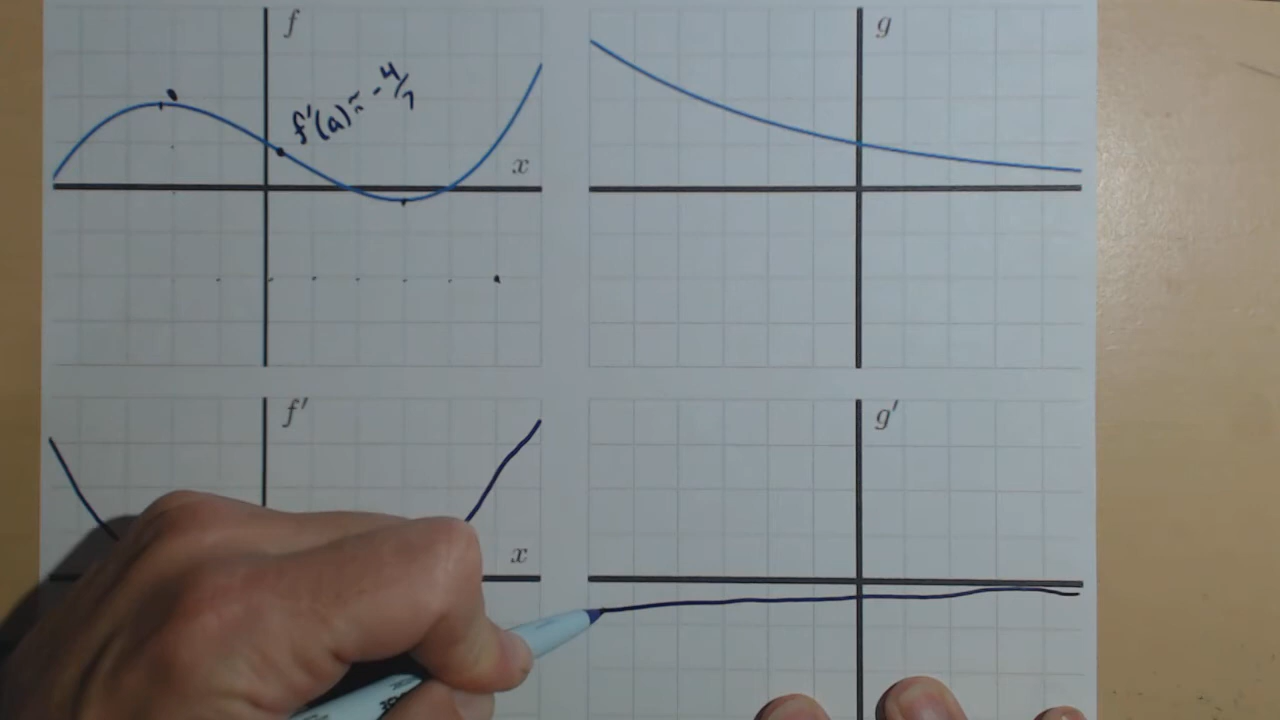 f
g
f'(a) ≈ -4/7
x
f'
g'
x